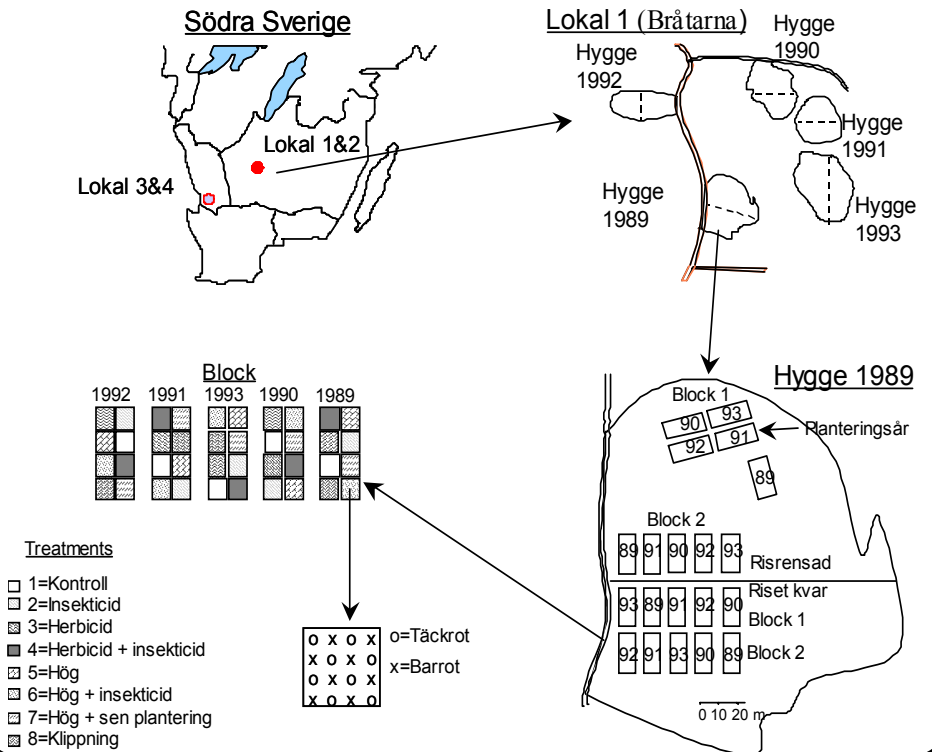 Södra Sverige
Lokal 1&2
Lokal 3&4
Lokal 1 (Bråtarna)
Hygge
1992
Hygge
1990
Hygge
1991
Hygge
1989
Hygge
1993
Block
1992 1991 1993 1990 1989
Treatments
1=Kontroll
2=Insekticid
3=Herbicid
4=Herbicid + insekticid
5=Hög
6=Hög + insekticid
7=Hög + sen plantering
8=Klippning
o x o x
x o x o
o x o x
x o x o
o=Täckrot
x=Barrot
Hygge 1989
Block 1
90 93
92 91
Planteringsår
89
Block 2
89 91 90 92 93
Risrensad
Riset kvar
93 89 91 92 90
Block 1
92 91 93 90 89
Block 2
0 10 20 m